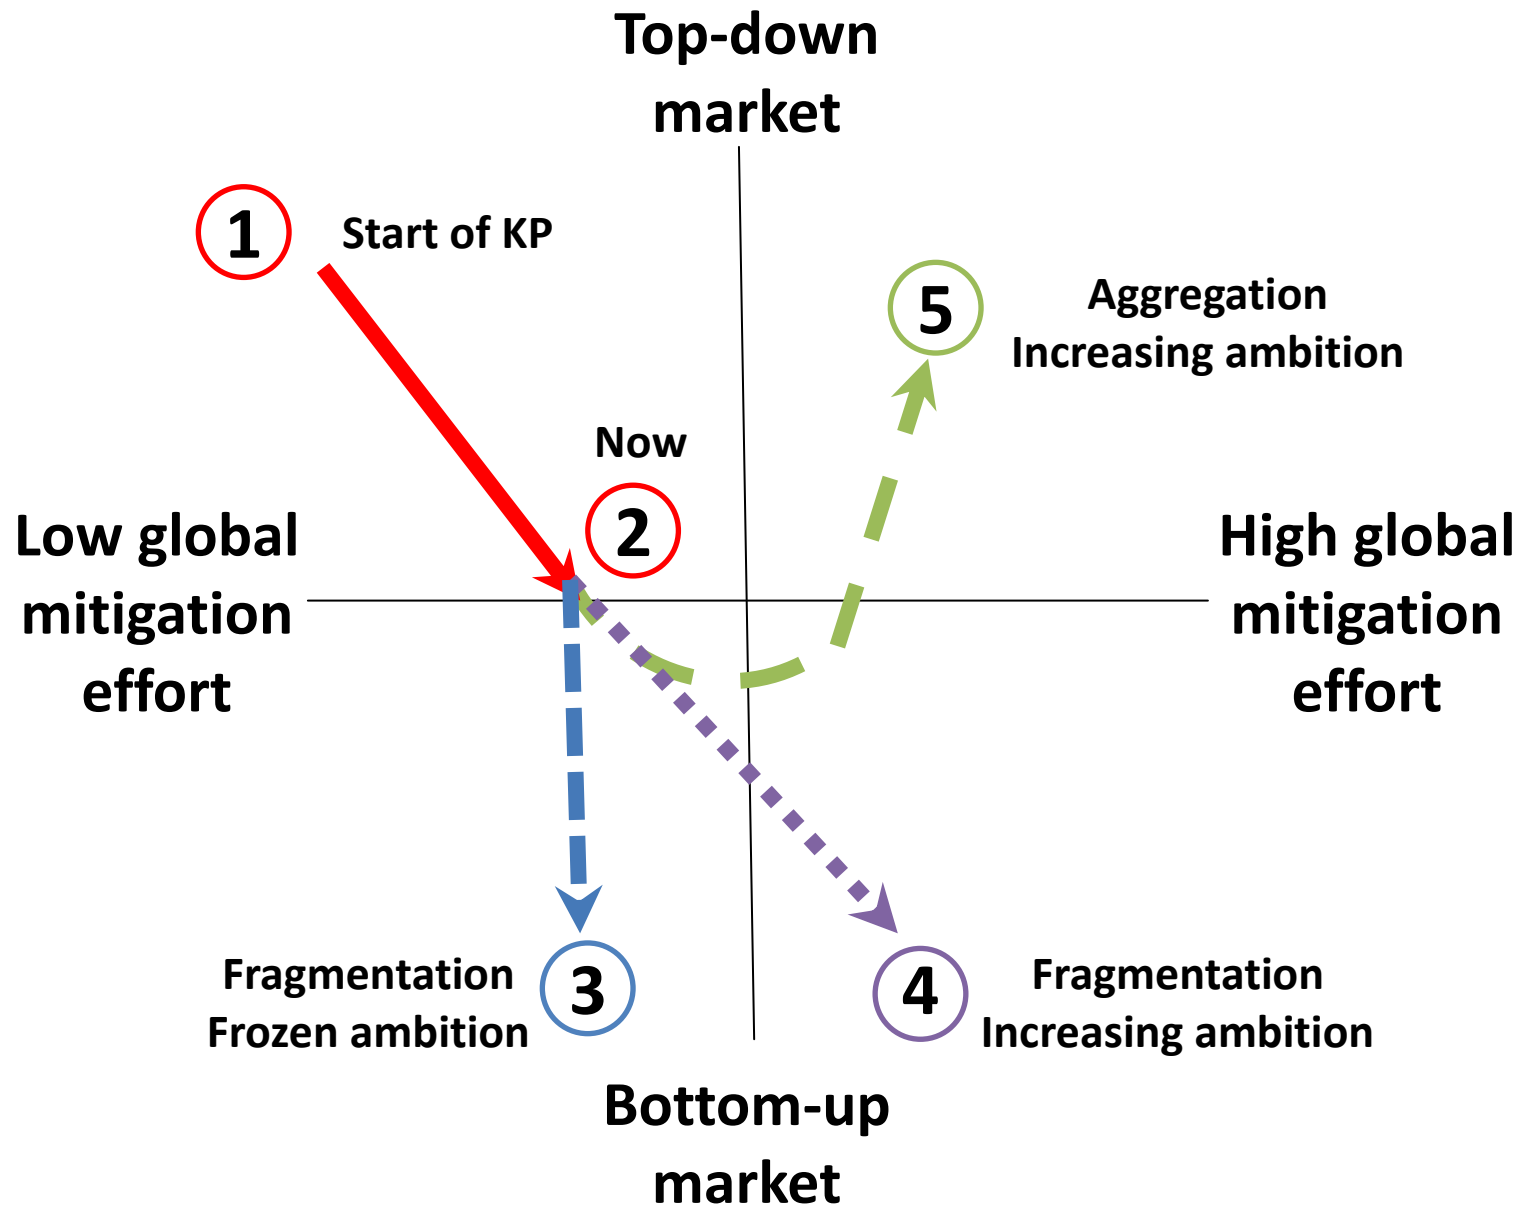 Top-down
market
1
Start of KP
5
Aggregation
Increasing ambition
Now
2
Low global
mitigation
effort
High global
mitigation
effort
Fragmentation
Frozen ambition
3
4
Fragmentation
Increasing ambition
Bottom-up
market